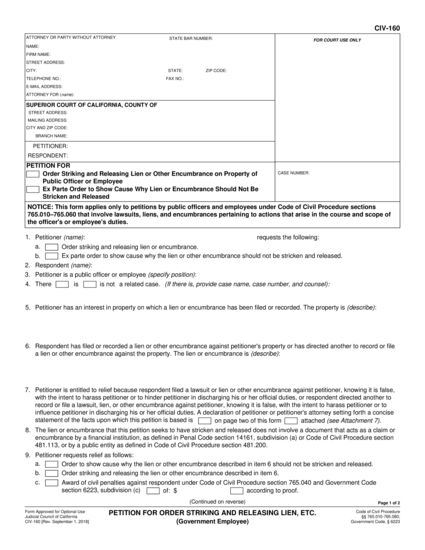 CIV-160
ATTORNEY OR PARTY WITHOUT ATTORNEY
STATE BAR NUMBER:
FOR COURT USE ONLY
NAME:
FIRM NAME:
STREET ADDRESS:
CITY: STATE: ZIP CODE:
TELEPHONE NO.: FAX NO.:
E-MAIL ADDRESS:
ATTORNEY FOR (name):
SUPERIOR COURT OF CALIFORNIA, COUNTY OF
STREET ADDRESS:
MAILING ADDRESS:
CITY AND ZIP CODE:
BRANCH NAME:
PETITIONER:
RESPONDENT:
PETITION FOR
Order Striking and Releasing Lien or Other Encumbrance on Property of
Public Officer or Employee
Ex Parte Order to Show Cause Why Lien or Encumbrance Should Not Be
Stricken and Released
CASE NUMBER:
NOTICE: This form applies only to petitions by public officers and employees under Code of Civil Procedure sections
765.010–765.060 that involve lawsuits, liens, and encumbrances pertaining to actions that arise in the course and scope of
the officer's or employee's duties.
1. Petitioner (name): requests the following:
a. Order striking and releasing lien or encumbrance.
b. Ex parte order to show cause why the lien or other encumbrance should not be stricken and released.
2. Respondent (name):
3. Petitioner is a public officer or employee (specify position):
4. There is is not a related case. (If there is, provide case name, case number, and counsel):
5. Petitioner has an interest in property on which a lien or encumbrance has been filed or recorded. The property is (describe):
6. Respondent has filed or recorded a lien or other encumbrance against petitioner's property or has directed another to record or file
a lien or other encumbrance against the property. The lien or encumbrance is (describe):
7. Petitioner is entitled to relief because respondent filed a lawsuit or lien or other encumbrance against petitioner, knowing it is false,
with the intent to harass petitioner or to hinder petitioner in discharging his or her official duties, or respondent directed another to
record or file a lawsuit, lien, or other encumbrance against petitioner, knowing it is false, with the intent to harass petitioner or to
influence petitioner in discharging his or her official duties. A declaration of petitioner or petitioner's attorney setting forth a concise
statement of the facts upon which this petition is based is on page two of this form attached (see Attachment 7).
8. The lien or encumbrance that this petition seeks to have stricken and released does not involve a document that acts as a claim or
encumbrance by a financial institution, as defined in Penal Code section 14161, subdivision (a) or Code of Civil Procedure section
481.113, or by a public entity as defined in Code of Civil Procedure section 481.200.
9. Petitioner requests relief as follows:
a. Order to show cause why the lien or other encumbrance described in item 6 should not be stricken and released.
b. Order striking and releasing the lien or other encumbrance described in item 6.
c. Award of civil penalties against respondent under Code of Civil Procedure section 765.040 and Government Code
section 6223, subdivision (c) of: $ according to proof.
(Continued on reverse)
Page 1 of 2
Form Approved for Optional Use
Judicial Council of California
CIV-160 [Rev. September 1, 2018]
PETITION FOR ORDER STRIKING AND RELEASING LIEN, ETC.
(Government Employee)
Code of Civil Procedure
§§ 765.010-765.060,
Government Code, § 6223